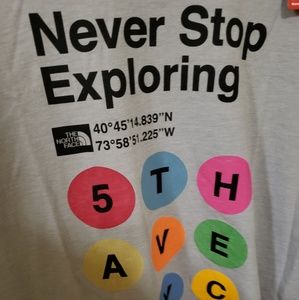 Never Stop
Exploring
THE
NORTH
FACE
40°45'14.839"N
73°58'51.225"W
5 T H
A V E
C